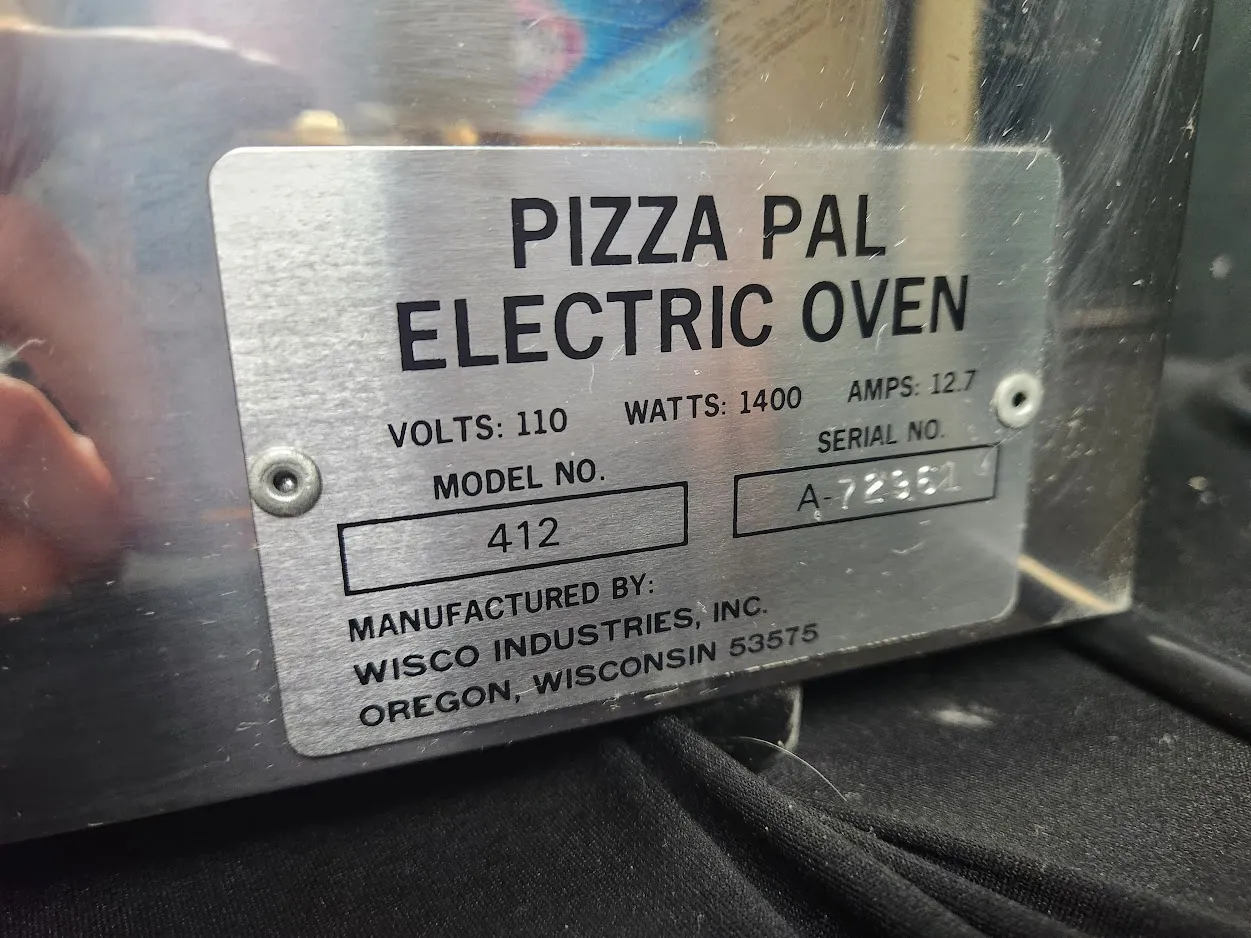 PIZZA PAL
ELECTRIC OVEN
VOLTS: 110 WATTS: 1400 AMPS: 12.7
MODEL NO. SERIAL NO.
412 A-72961
MANUFACTURED BY:
WISCO INDUSTRIES, INC.
OREGON, WISCONSIN 53575